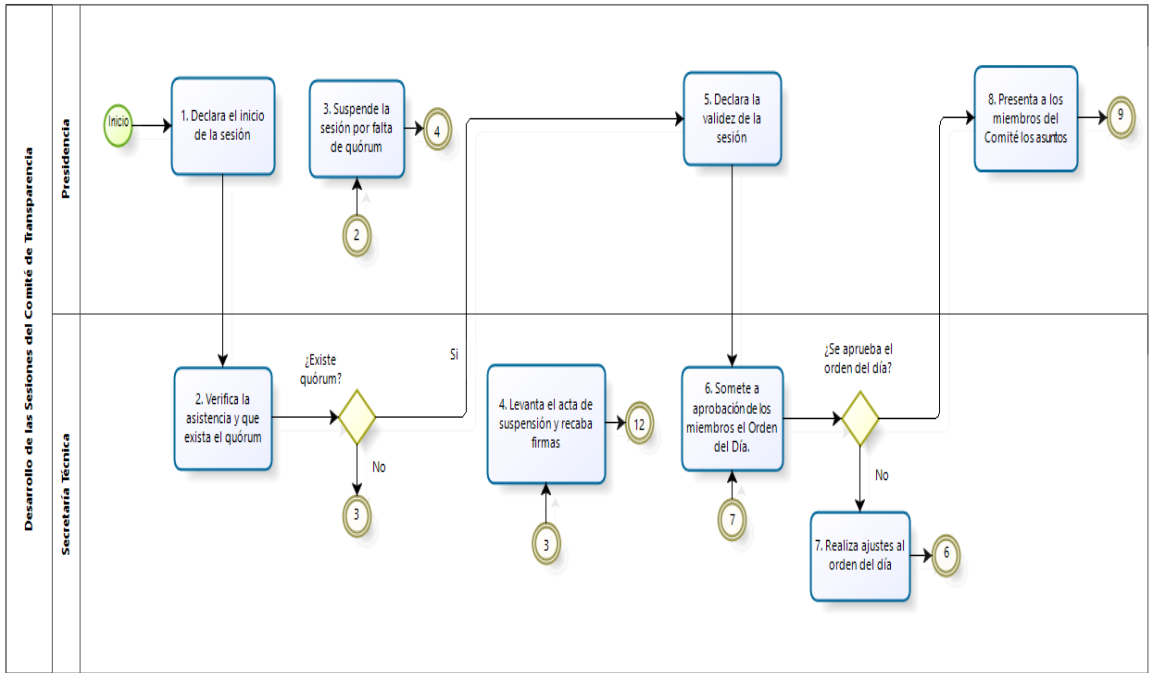 Desarrollo de las Sesiones del Comité de Transparencia
Presidencia
Inicio
1. Declara el inicio
de la sesión
3. Suspende la
sesión por falta
de quórum
4
2
5. Declara la
validez de la
sesión
8. Presenta a los
miembros del
Comité los asuntos
9
Secretaría Técnica
2. Verifica la
asistencia y que
exista el quórum
¿Existe
quórum?
Si
No
3
4. Levanta el acta de
suspensión y recaba
firmas
12
3
6. Somete a
aprobación de los
miembros el Orden
del Día.
7
¿Se aprueba el
orden del día?
No
7. Realiza ajustes al
orden del día
6